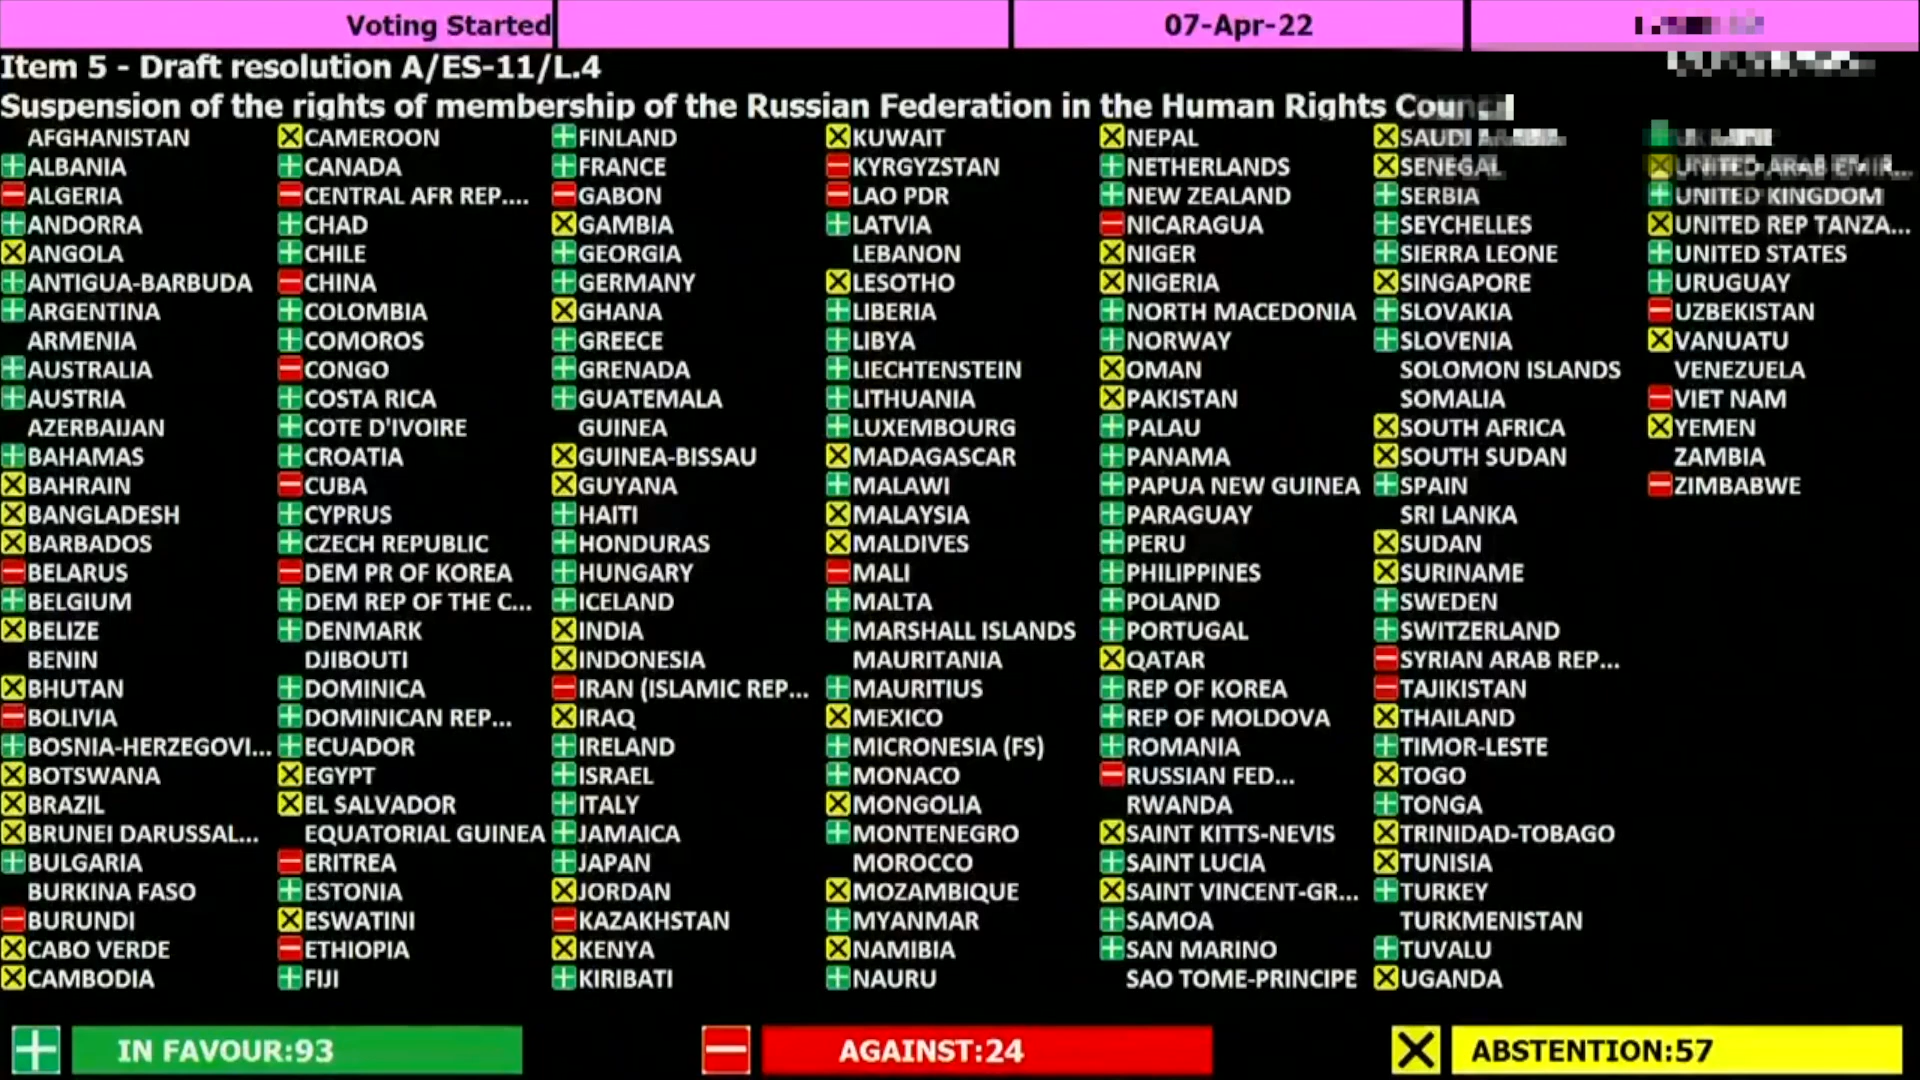 Voting Started
07-Apr-22
Item 5 - Draft resolution A/ES-11/L.4
Suspension of the rights of membership of the Russian Federation in the Human Rights Council
AFGHANISTAN
ALBANIA
ALGERIA
ANDORRA
ANGOLA
ANTIGUA-BARBUDA
ARGENTINA
ARMENIA
AUSTRALIA
AUSTRIA
AZERBAIJAN
BAHAMAS
BAHRAIN
BANGLADESH
BARBADOS
BELARUS
BELGIUM
BELIZE
BENIN
BHUTAN
BOLIVIA
BOSNIA-HERZEGOVI...
BOTSWANA
BRAZIL
BRUNEI DARUSSAL...
BULGARIA
BURKINA FASO
BURUNDI
CABO VERDE
CAMBODIA
CAMEROON
CANADA
CENTRAL AFR REP....
CHAD
CHILE
CHINA
COLOMBIA
COMOROS
CONGO
COSTA RICA
COTE D'IVOIRE
CROATIA
CUBA
CYPRUS
CZECH REPUBLIC
DEM PR OF KOREA
DEM REP OF THE C...
DENMARK
DJIBOUTI
DOMINICA
DOMINICAN REP...
ECUADOR
EGYPT
EL SALVADOR
EQUATORIAL GUINEA
ERITREA
ESTONIA
ESWATINI
ETHIOPIA
FIJI
FINLAND
FRANCE
GABON
GAMBIA
GEORGIA
GERMANY
GHANA
GREECE
GRENADA
GUATEMALA
GUINEA
GUINEA-BISSAU
GUYANA
HAITI
HONDURAS
HUNGARY
ICELAND
INDIA
INDONESIA
IRAN (ISLAMIC REP...
IRAQ
IRELAND
ISRAEL
ITALY
JAMAICA
JAPAN
JORDAN
KAZAKHSTAN
KENYA
KIRIBATI
KUWAIT
KYRGYZSTAN
LAO PDR
LATVIA
LEBANON
LESOTHO
LIBERIA
LIBYA
LIECHTENSTEIN
LITHUANIA
LUXEMBOURG
MADAGASCAR
MALAWI
MALAYSIA
MALDIVES
MALI
MALTA
MARSHALL ISLANDS
MAURITANIA
MAURITIUS
MEXICO
MICRONESIA (FS)
MONACO
MONGOLIA
MONTENEGRO
MOROCCO
MOZAMBIQUE
MYANMAR
NAMIBIA
NAURU
NEPAL
NETHERLANDS
NEW ZEALAND
NICARAGUA
NIGER
NIGERIA
NORTH MACEDONIA
NORWAY
OMAN
PAKISTAN
PALAU
PANAMA
PAPUA NEW GUINEA
PARAGUAY
PERU
PHILIPPINES
POLAND
PORTUGAL
QATAR
REP OF KOREA
REP OF MOLDOVA
ROMANIA
RUSSIAN FED...
RWANDA
SAINT KITTS-NEVIS
SAINT LUCIA
SAINT VINCENT-GR...
SAMOA
SAN MARINO
SAO TOME-PRINCIPE
SAUDI ARABIA
SENEGAL
SERBIA
SEYCHELLES
SIERRA LEONE
SINGAPORE
SLOVAKIA
SLOVENIA
SOLOMON ISLANDS
SOMALIA
SOUTH AFRICA
SOUTH SUDAN
SPAIN
SRI LANKA
SUDAN
SURINAME
SWEDEN
SWITZERLAND
SYRIAN ARAB REP...
TAJIKISTAN
THAILAND
TIMOR-LESTE
TOGO
TONGA
TRINIDAD-TOBAGO
TUNISIA
TURKEY
TURKMENISTAN
TUVALU
UGANDA
UKRAINE
UNITED ARAB EMIR...
UNITED KINGDOM
UNITED REP TANZA...
UNITED STATES
URUGUAY
UZBEKISTAN
VANUATU
VENEZUELA
VIET NAM
YEMEN
ZAMBIA
ZIMBABWE
IN FAVOUR:93
AGAINST:24
ABSTENTION:57